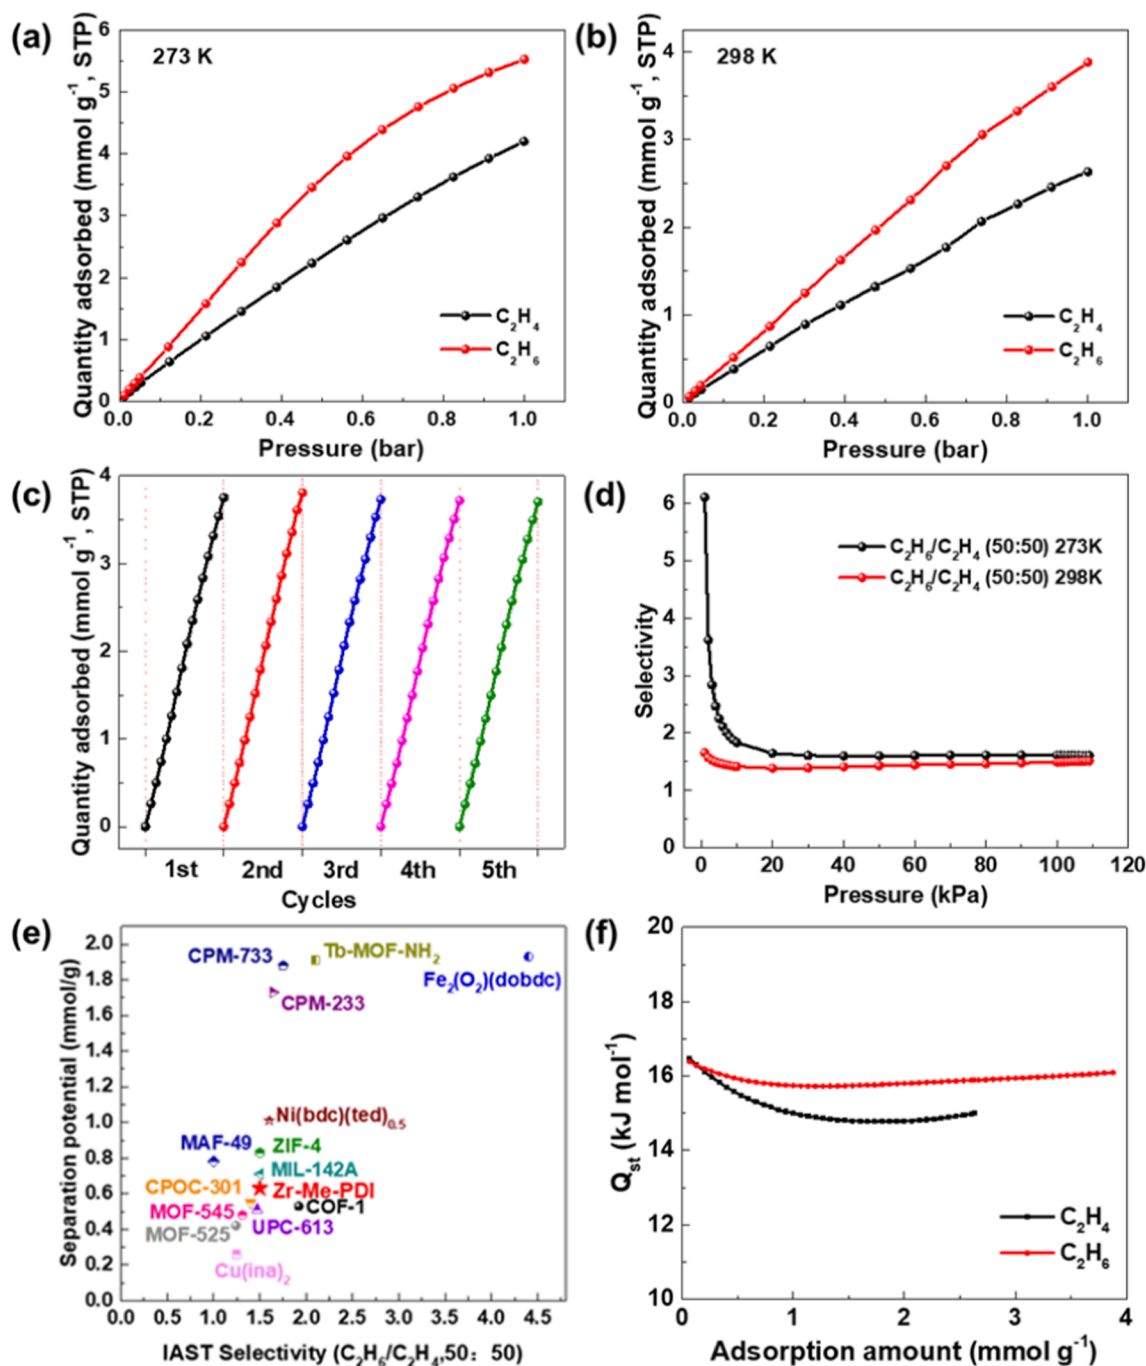 (a)
273 K
Quantity adsorbed (mmol g⁻¹, STP)
6
5
4
3
2
1
0
0.0 0.2 0.4 0.6 0.8 1.0
Pressure (bar)
C₂H₄
C₂H₆
(b)
298 K
Quantity adsorbed (mmol g⁻¹, STP)
4
3
2
1
0
0.0 0.2 0.4 0.6 0.8 1.0
Pressure (bar)
C₂H₄
C₂H₆
(c)
Quantity adsorbed (mmol g⁻¹, STP)
4
3
2
1
0
1st 2nd 3rd 4th 5th
Cycles
(d)
Selectivity
6
5
4
3
2
1
0
0 20 40 60 80 100 120
Pressure (kPa)
C₂H₆/C₂H₄ (50:50) 273K
C₂H₆/C₂H₄ (50:50) 298K
(e)
Separation potential (mmol/g)
2.0
1.8
1.6
1.4
1.2
1.0
0.8
0.6
0.4
0.2
0.0
CPM-733
Tb-MOF-NH₂
Fe₂(O₂)(dobdc)
CPM-233
Ni(bdc)(ted)₀.₅
MAF-49
ZIF-4
MIL-142A
CPOC-301
Zr-Me-PDI
MOF-545
COF-1
MOF-525
UPC-613
Cu(ina)₂
0.0 0.5 1.0 1.5 2.0 2.5 3.0 3.5 4.0 4.5
IAST Selectivity (C₂H₆/C₂H₄,50: 50)
(f)
Qst (kJ mol⁻¹)
20
18
16
14
12
10
0 1 2 3 4
Adsorption amount (mmol g⁻¹)
C₂H₄
C₂H₆